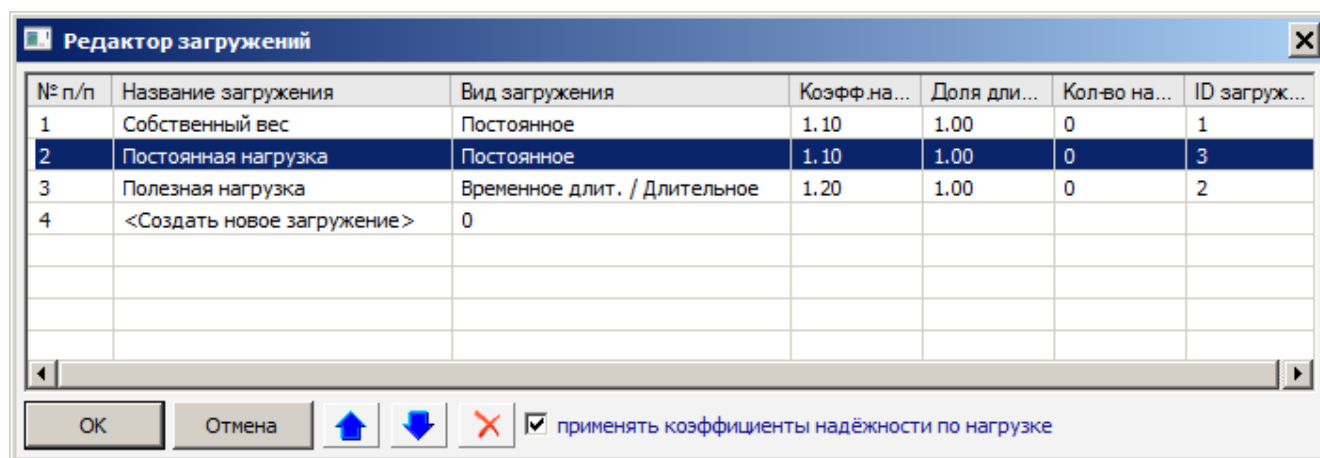 Редактор загружений
№ п/п Название загружения Вид загружения Коэфф.на... Доля дли... Кол-во на... ID загруж...
1 Собственный вес Постоянное 1.10 1.00 0 1
2 Постоянная нагрузка Постоянное 1.10 1.00 0 3
3 Полезная нагрузка Временное длит. / Длительное 1.20 1.00 0 2
4 <Создать новое загружение> 0
OK Отмена применять коэффициенты надёжности по нагрузке